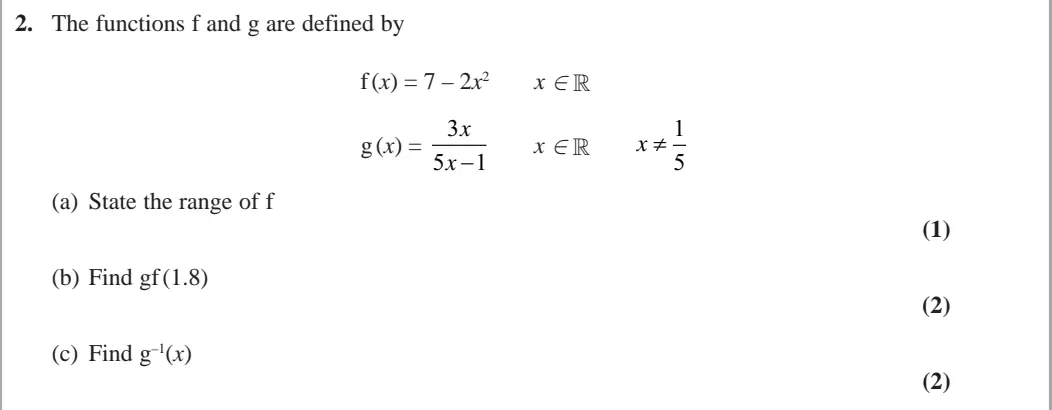 2. The functions f and g are defined by
f(x) = 7 – 2x² x ∈ ℝ
g(x) = 3x / 5x – 1 x ∈ ℝ x ≠ 1/5
(a) State the range of f
(1)
(b) Find gf(1.8)
(2)
(c) Find g⁻¹(x)
(2)